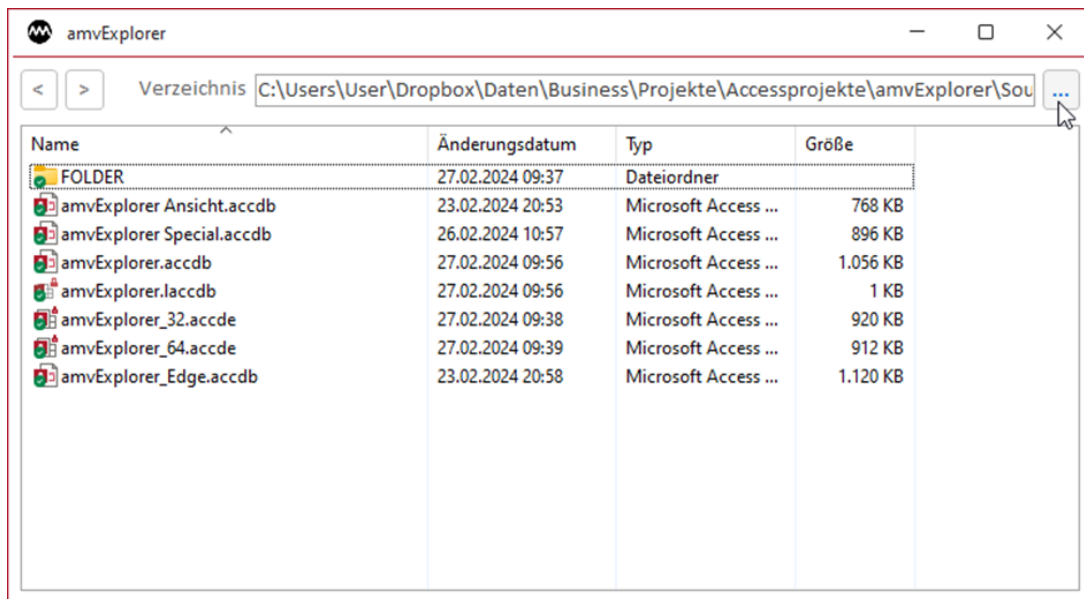 amvExplorer
< > Verzeichnis C:\Users\User\Dropbox\Daten\Business\Projekte\Accessprojekte\amvExplorer\Sou ...
Name Änderungsdatum Typ Größe
FOLDER 27.02.2024 09:37 Dateiordner
amvExplorer Ansicht.accdb 23.02.2024 20:53 Microsoft Access ... 768 KB
amvExplorer Special.accdb 26.02.2024 10:57 Microsoft Access ... 896 KB
amvExplorer.accdb 27.02.2024 09:56 Microsoft Access ... 1.056 KB
amvExplorer.laccdb 27.02.2024 09:56 Microsoft Access ... 1 KB
amvExplorer_32.accde 27.02.2024 09:38 Microsoft Access ... 920 KB
amvExplorer_64.accde 27.02.2024 09:39 Microsoft Access ... 912 KB
amvExplorer_Edge.accdb 23.02.2024 20:58 Microsoft Access ... 1.120 KB